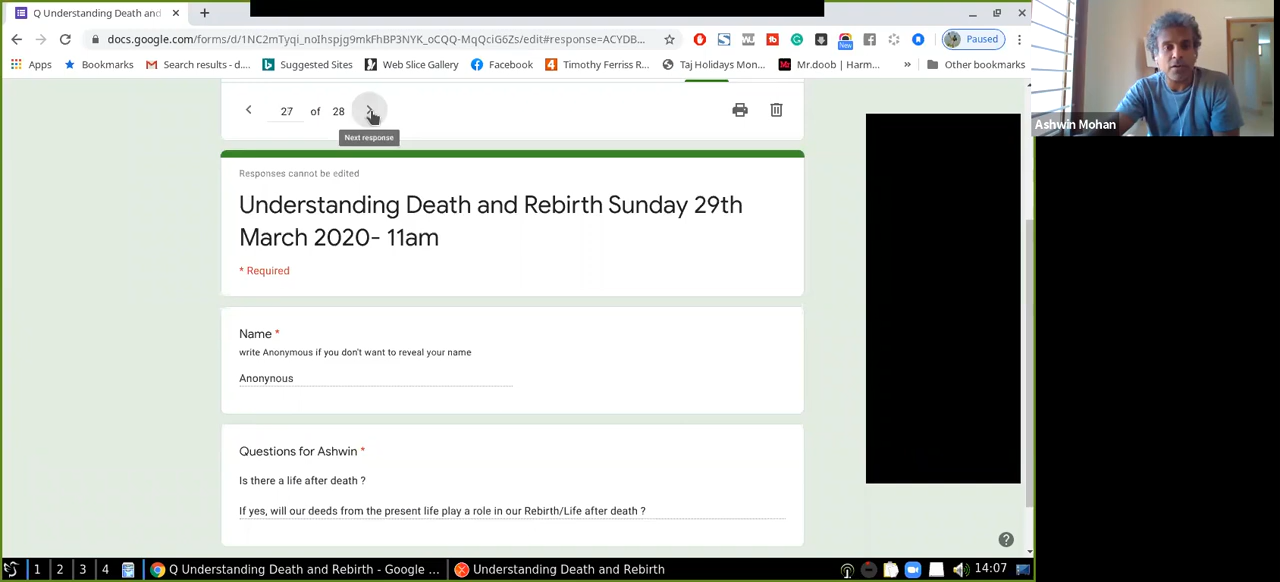 Q Understanding Death and
docs.google.com/forms/d/1NC2mTyqi_noIhspjg9mkFhBP3NYK_oCQQ-MqQciG6Zs/edit#response=ACYDB...
New
Paused
Apps
Bookmarks
Search results - d....
Suggested Sites
Web Slice Gallery
Facebook
Timothy Ferriss R...
Taj Holidays Mon...
Mr.doob | Harm...
»
Other bookmarks
Ashwin Mohan
27 of 28
Next response
Responses cannot be edited
Understanding Death and Rebirth Sunday 29th
March 2020- 11am
* Required
Name *
write Anonymous if you don't want to reveal your name
Anonynous
Questions for Ashwin *
Is there a life after death ?
If yes, will our deeds from the present life play a role in our Rebirth/Life after death ?
1 2 3 4 Q Understanding Death and Rebirth - Google ... Understanding Death and Rebirth 14:07